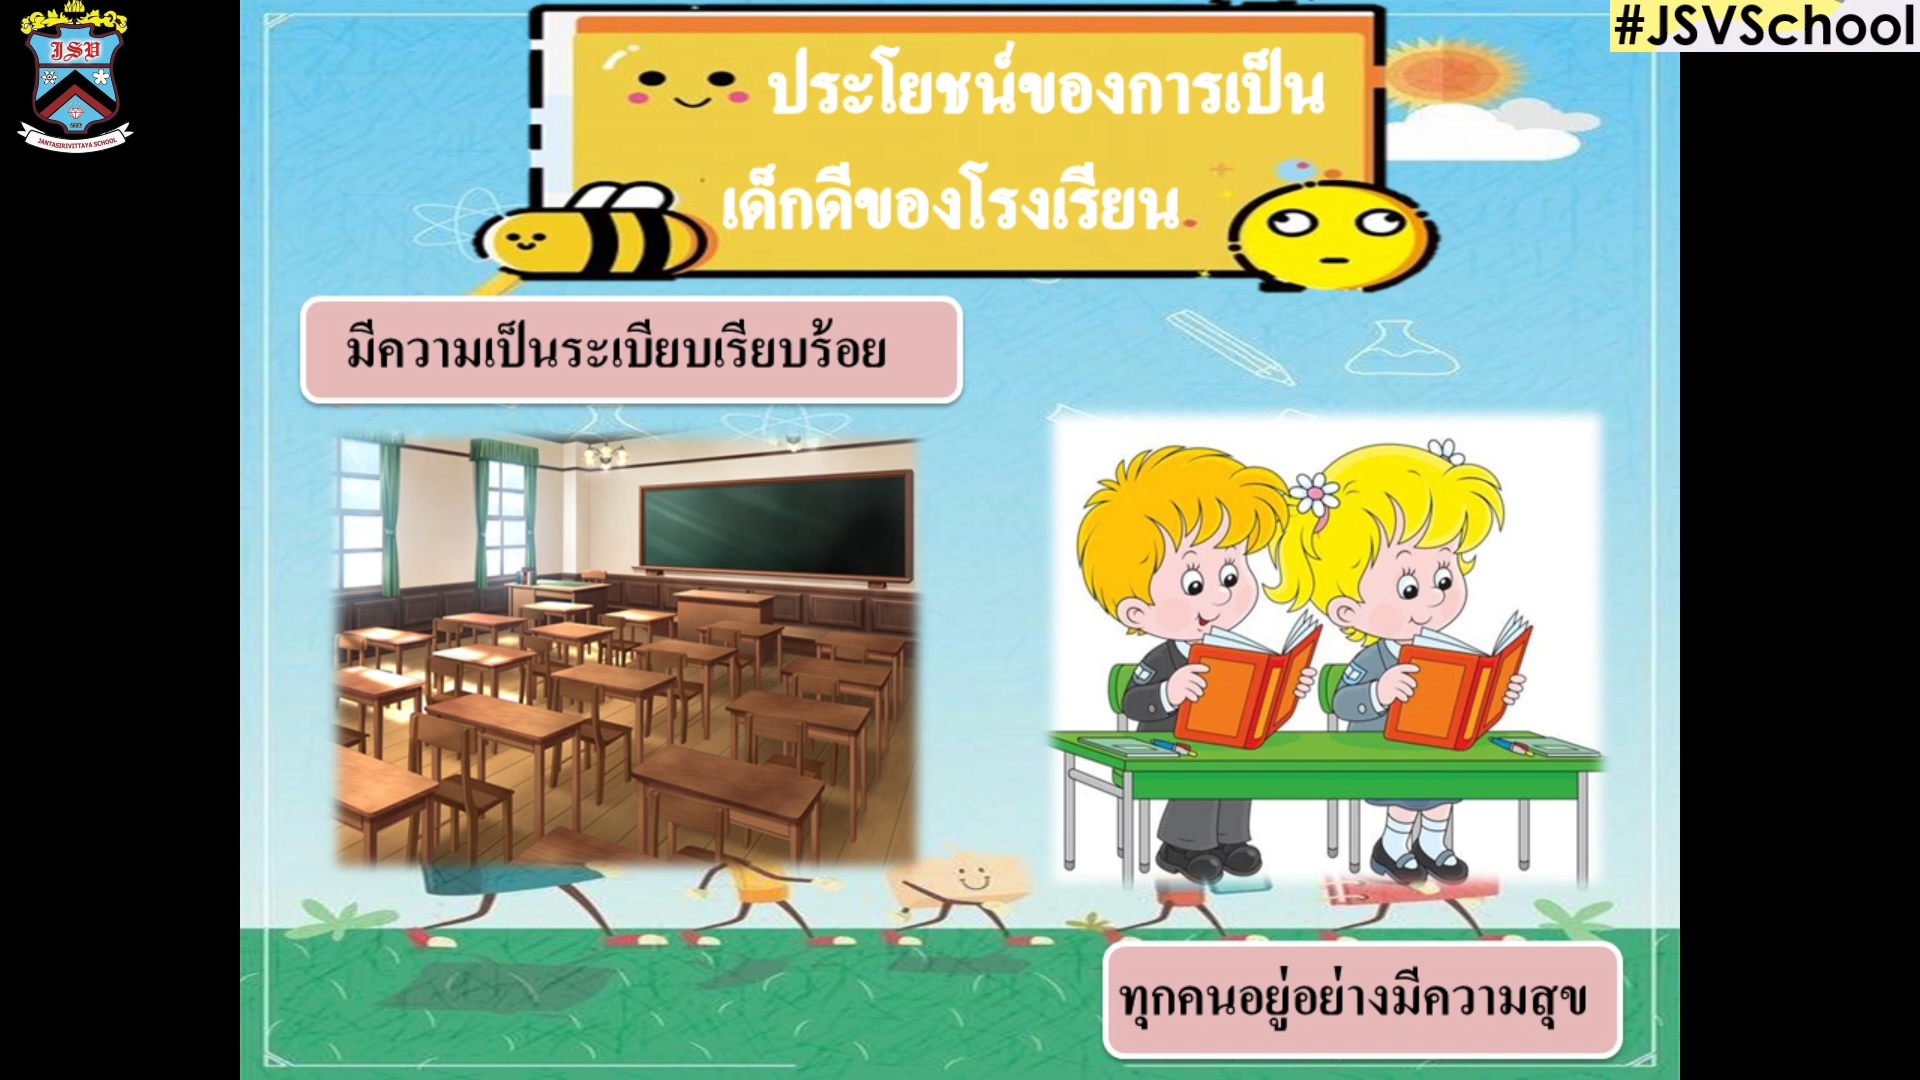 JSV
JANTASIRIVITTAYA SCHOOL
#JSVSchool
ประโยชน์ของการเป็น
เด็กดีของโรงเรียน
มีความเป็นระเบียบเรียบร้อย
ทุกคนอยู่อย่างมีความสุข